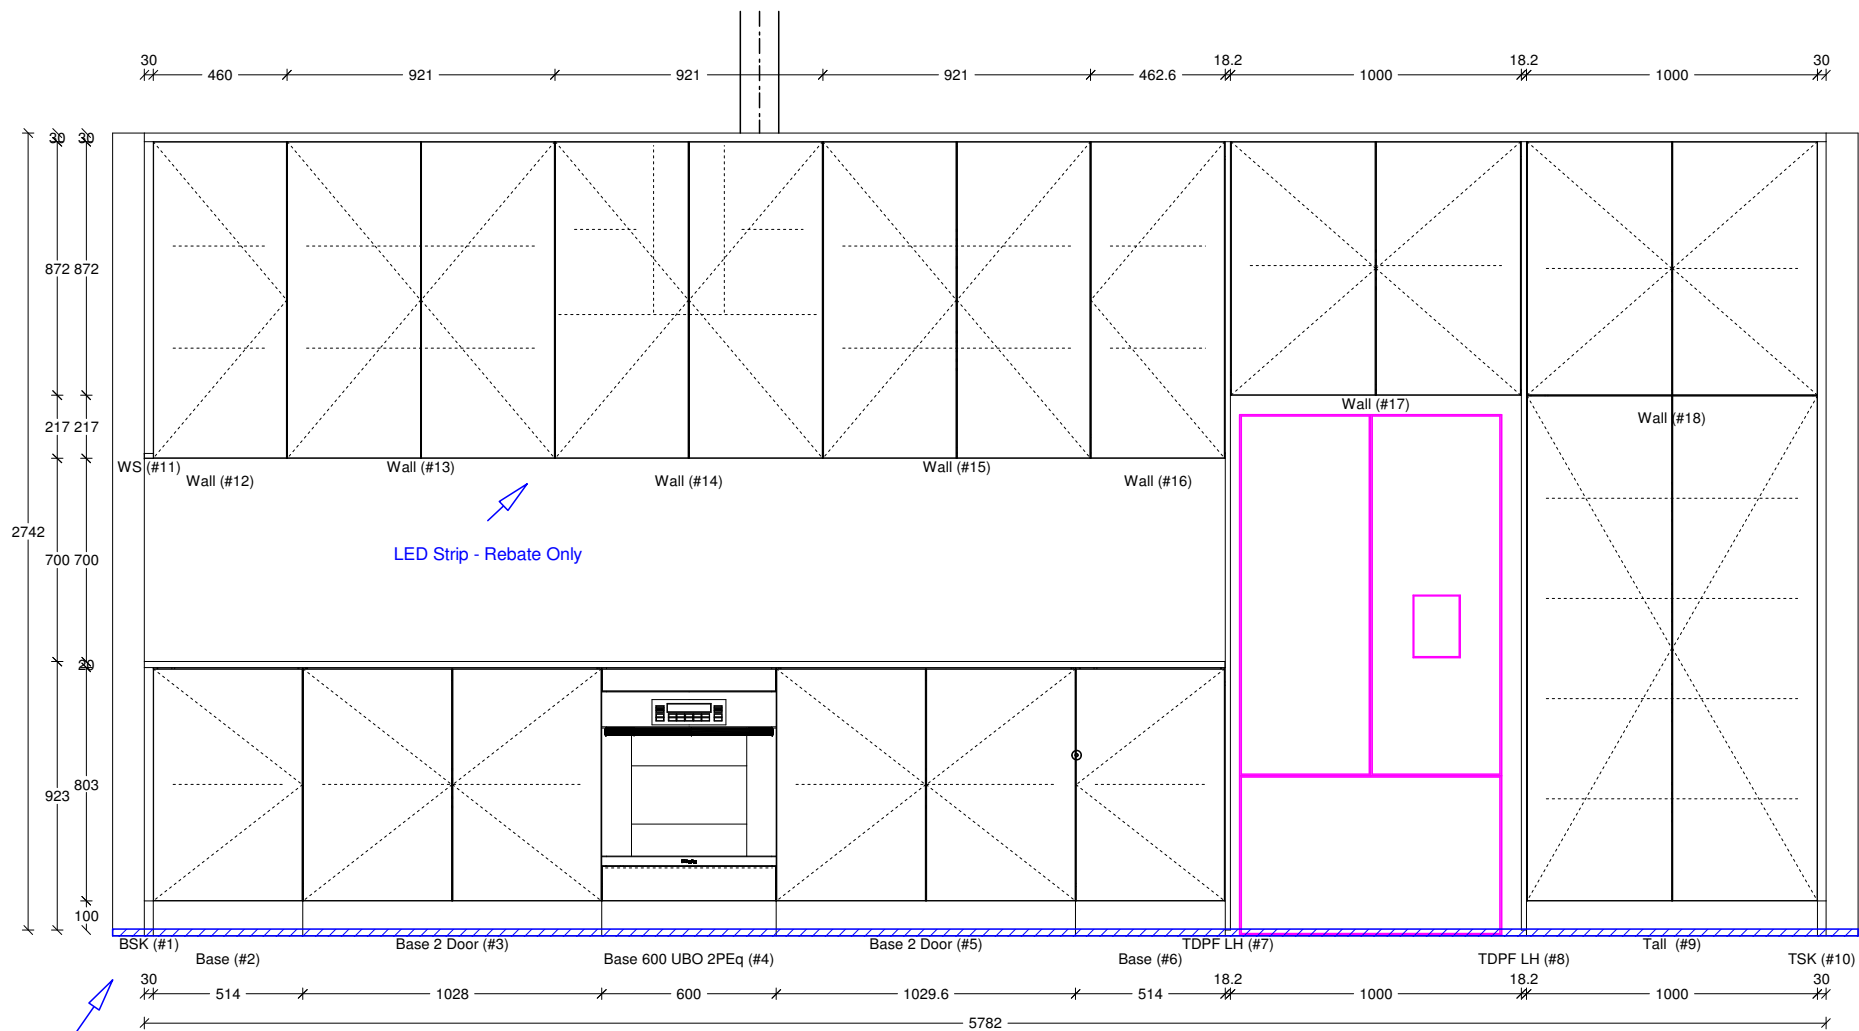 30 460 921 921 921 462.6 18.2 1000 18.2 1000 30
30 30
872 872
Wall (#17)
Wall (#18)
217 217
WS (#11) Wall (#13) Wall (#15)
Wall (#12) Wall (#14) Wall (#16)
2742
LED Strip - Rebate Only
700 700
20
803
923
100
BSK (#1) Base 2 Door (#3) Base 2 Door (#5) TDPF LH (#7) Tall (#9)
Base (#2) Base 600 UBO 2PEq (#4) Base (#6) TDPF LH (#8) TSK (#10)
30 514 1028 600 1029.6 514 18.2 1000 18.2 1000 30
5782